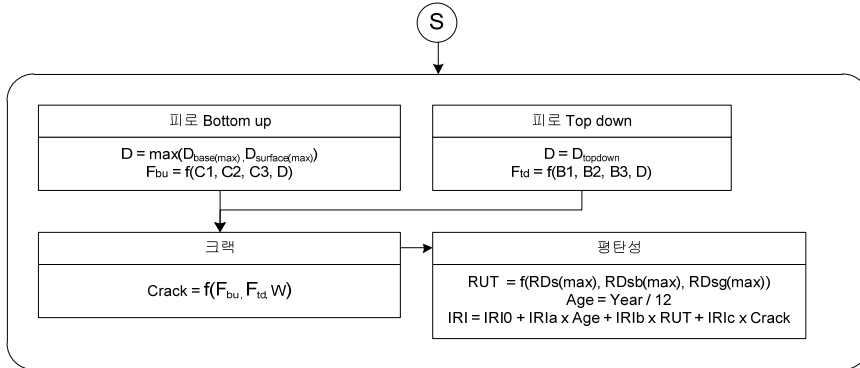 S
피로 Bottom up
D = max(Dbase(max), Dsurface(max))
Fbu = f(C1, C2, C3, D)
피로 Top down
D = Dtopdown
Ftd = f(B1, B2, B3, D)
크랙
Crack = f(Fbu, Ftd, W)
평탄성
RUT = f(RDs(max), RDsb(max), RDsg(max))
Age = Year / 12
IRI = IRI0 + IRIa x Age + IRIb x RUT + IRIc x Crack